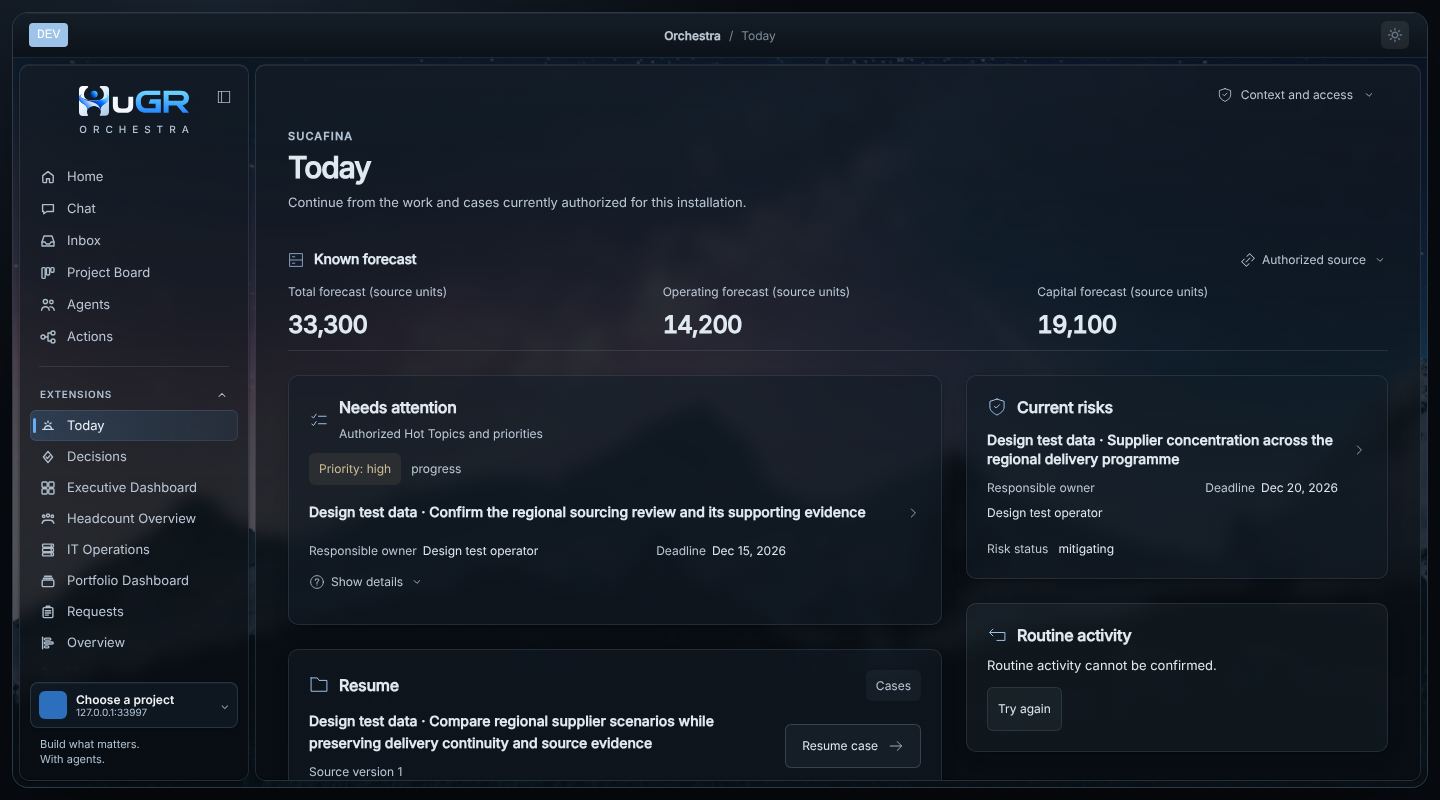 DEV
Orchestra / Today
HuGR
ORCHESTRA
Home
Chat
Inbox
Project Board
Agents
Actions
EXTENSIONS
Today
Decisions
Executive Dashboard
Headcount Overview
IT Operations
Portfolio Dashboard
Requests
Overview
Choose a project
127.0.0.1:33997
Build what matters.
With agents.
Context and access
SUCAFINA
Today
Continue from the work and cases currently authorized for this installation.
Known forecast
Authorized source
Total forecast (source units)
33,300
Operating forecast (source units)
14,200
Capital forecast (source units)
19,100
Needs attention
Authorized Hot Topics and priorities
Priority: high progress
Design test data · Confirm the regional sourcing review and its supporting evidence
Responsible owner Design test operator Deadline Dec 15, 2026
Show details
Resume
Cases
Design test data · Compare regional supplier scenarios while
preserving delivery continuity and source evidence
Resume case
Source version 1
Current risks
Design test data · Supplier concentration across the
regional delivery programme
Responsible owner Deadline Dec 20, 2026
Design test operator
Risk status mitigating
Routine activity
Routine activity cannot be confirmed.
Try again